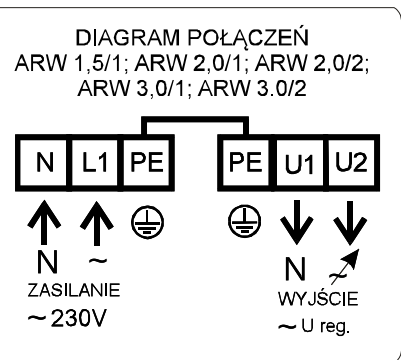 DIAGRAM POŁĄCZEŃ
ARW 1,5/1; ARW 2,0/1; ARW 2,0/2;
ARW 3,0/1; ARW 3.0/2
N L1 PE PE U1 U2
N ~ N ~
ZASILANIE WYJŚCIE
~230V ~ U reg.